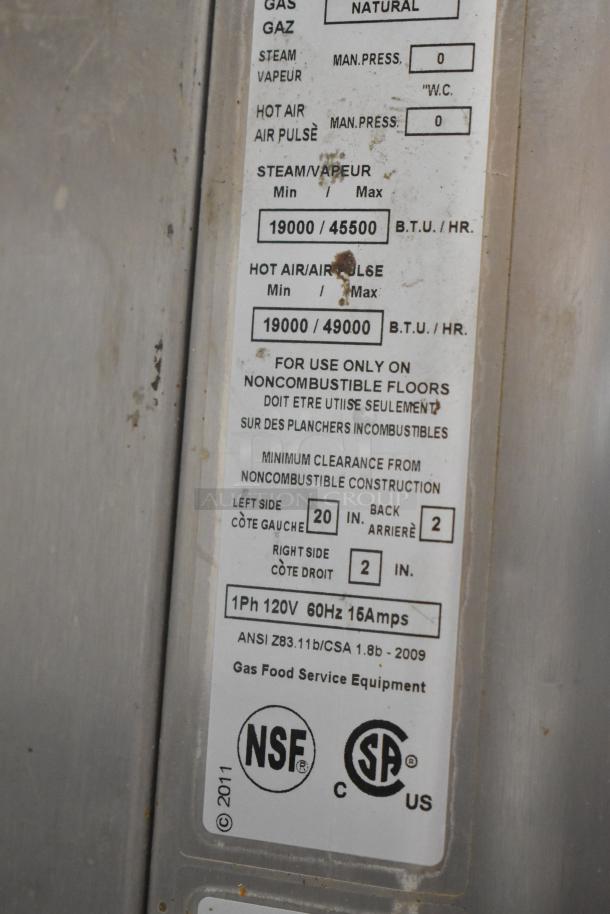 GAS NATURAL
GAZ
STEAM MAN.PRESS. 0
VAPEUR
"W.C.
HOT AIR MAN.PRESS. 0
AIR PULSÈ
STEAM/VAPEUR
Min / Max
19000 / 45500 B.T.U. / HR.
HOT AIR/AIR PULSE
Min / Max
19000 / 49000 B.T.U. / HR.
FOR USE ONLY ON
NONCOMBUSTIBLE FLOORS
DOIT ETRE UTIISE SEULEMENT
SUR DES PLANCHERS INCOMBUSTIBLES
MINIMUM CLEARANCE FROM
NONCOMBUSTIBLE CONSTRUCTION
AUCTION GROUP
LEFT SIDE 20 IN. BACK 2
CÒTE GAUCHE ARRIERÈ
RIGHT SIDE 2 IN.
CÒTE DROIT
1Ph 120V 60Hz 15Amps
ANSI Z83.11b/CSA 1.8b - 2009
Gas Food Service Equipment
NSF®
CSA®
C US
© 2011